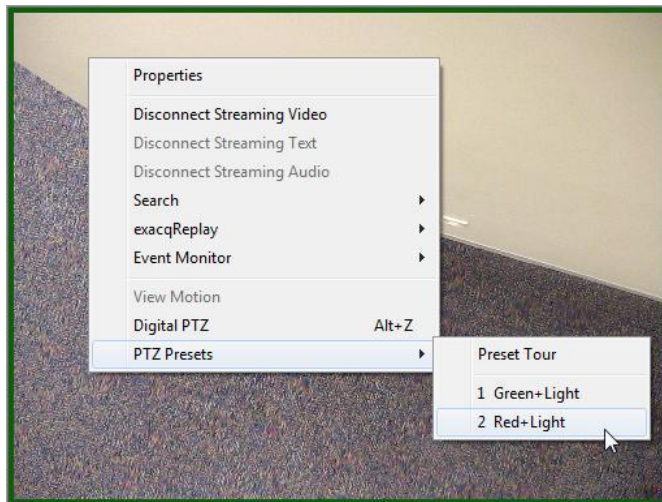 Properties
Disconnect Streaming Video
Disconnect Streaming Text
Disconnect Streaming Audio
Search
exacqReplay
Event Monitor
View Motion
Digital PTZ Alt+Z
PTZ Presets
Preset Tour
1 Green+Light
2 Red+Light